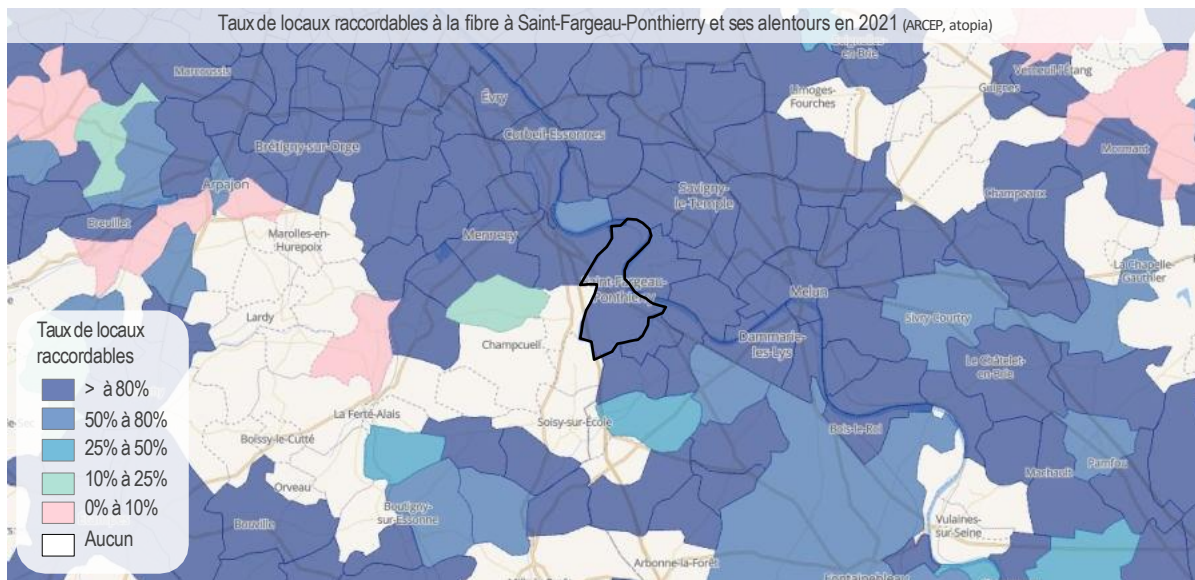 Taux de locaux raccordables à la fibre à Saint-Fargeau-Ponthierry et ses alentours en 2021 (ARCEP, atopia)
Marcoussis
Évry
Limoges-
Fourches
Verneuil-l'Étang
Guignes
Corbeil-Essonnes
Brétigny-sur-Orge
Mormant
Arpajon
Savigny-
le-Temple
Champeaux
Breuillet
Marolles-en-
Hurepoix
Mennecy
La Chapelle-
Gauthier
Saint-Fargeau-
Ponthierry
Melun
Lardy
Sivry-Courtry
Champcueil
Dammarie-
les-Lys
Le Châtelet-
en-Brie
La Ferté-Alais
Soisy-sur-École
Bois-le-Roi
Boissy-le-Cutté
Pamfou
Machault
Orveau
Boutigny-
sur-Essonne
Bouville
Vulaines-
sur-Seine
Arbonne-la-Forêt
Fontainebleau
Taux de locaux
raccordables
> à 80%
50% à 80%
25% à 50%
10% à 25%
0% à 10%
Aucun